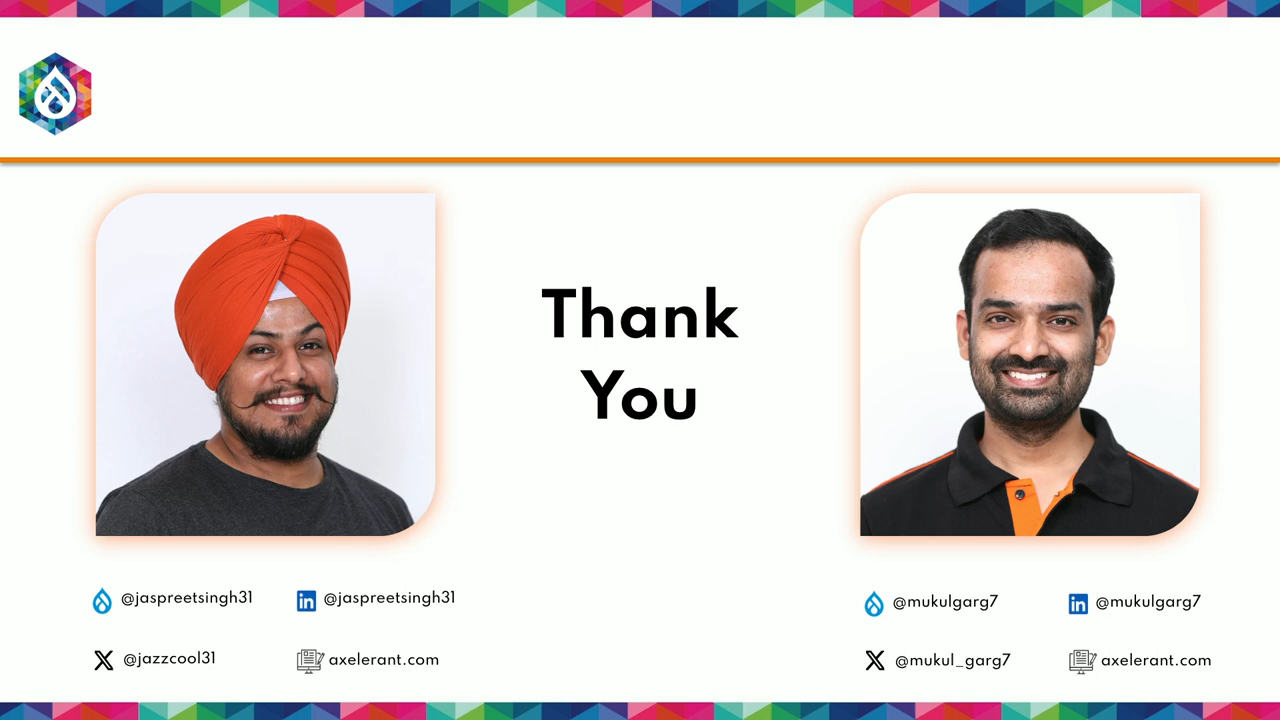 Thank
You
@jaspreetsingh31
@jaspreetsingh31
@jazzcool31
axelerant.com
@mukulgarg7
@mukulgarg7
@mukul_garg7
axelerant.com